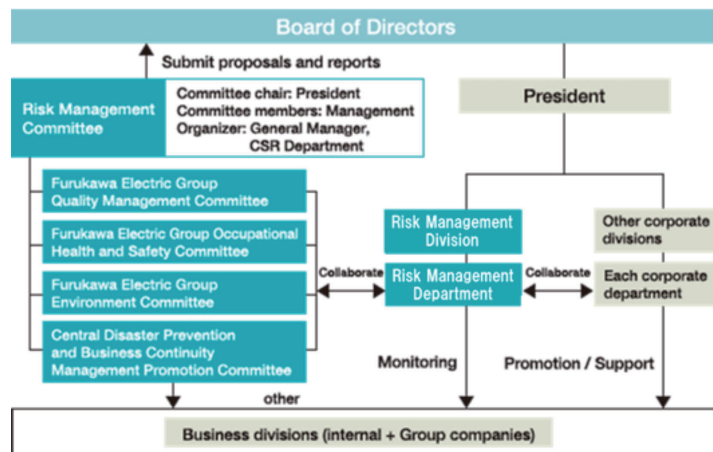 Board of Directors
Submit proposals and reports
Risk Management
Committee
Committee chair: President
Committee members: Management
Organizer: General Manager,
CSR Department
President
Furukawa Electric Group
Quality Management Committee
Furukawa Electric Group Occupational
Health and Safety Committee
Furukawa Electric Group
Environment Committee
Central Disaster Prevention
and Business Continuity
Management Promotion Committee
Collaborate
Risk Management
Division
Risk Management
Department
Collaborate
Other corporate
divisions
Each corporate
department
other
Monitoring
Promotion / Support
Business divisions (internal + Group companies)